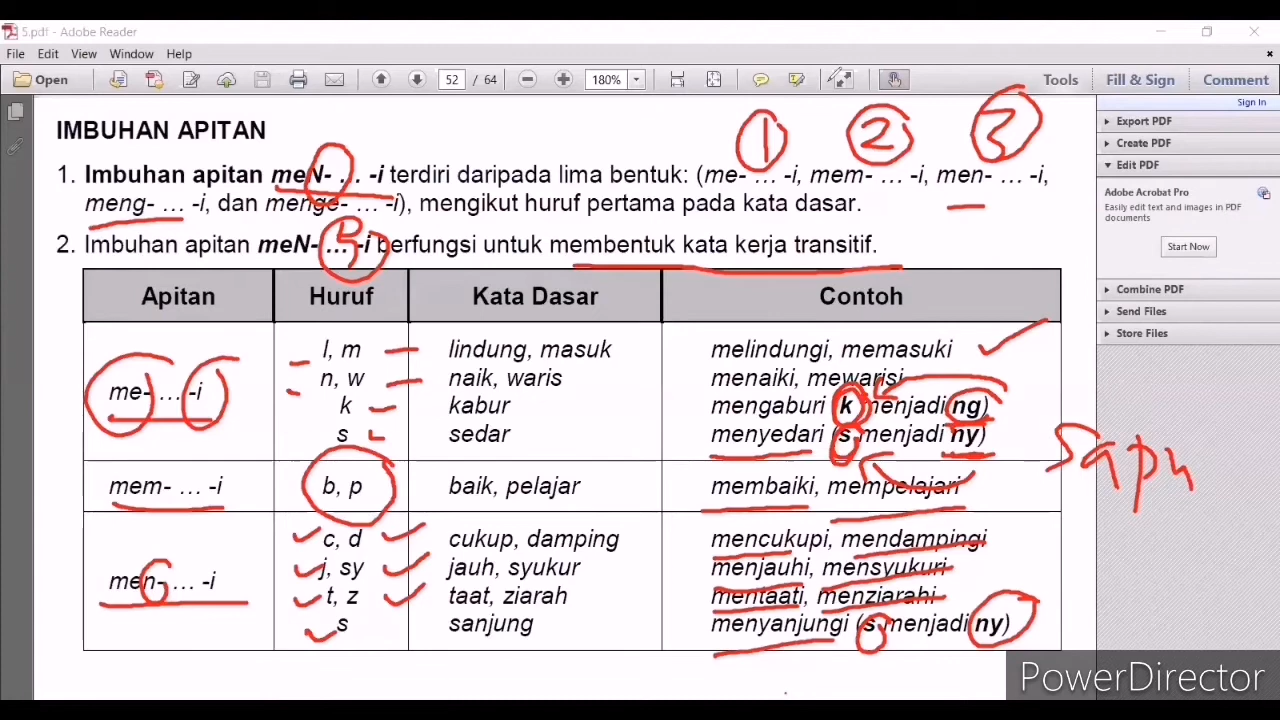 5.pdf - Adobe Reader
File Edit View Window Help
Open 52 / 64 180% Tools Fill & Sign Comment
Sign In
Export PDF
Create PDF
Edit PDF
Adobe Acrobat Pro
Easily edit text and images in PDF
documents
Start Now
Combine PDF
Send Files
Store Files
1 2 3
IMBUHAN APITAN
1. Imbuhan apitan meN- … -i terdiri daripada lima bentuk: (me- … -i, mem- … -i, men- … -i,
meng- … -i, dan menge- … -i), mengikut huruf pertama pada kata dasar.
2. Imbuhan apitan meN- … -i berfungsi untuk membentuk kata kerja transitif.
Apitan Huruf Kata Dasar Contoh
me- … -i
l, m lindung, masuk melindungi, memasuki
n, w naik, waris menaiki, mewarisi
k kabur mengaburi (k menjadi ng)
s sedar menyedari (s menjadi ny)
sapu
mem- … -i b, p baik, pelajar membaiki, mempelajari
men- … -i
c, d cukup, damping mencukupi, mendampingi
j, sy jauh, syukur menjauhi, mensyukuri
t, z taat, ziarah mentaati, menziarahi
s sanjung menyanjungi (s menjadi ny)
PowerDirector